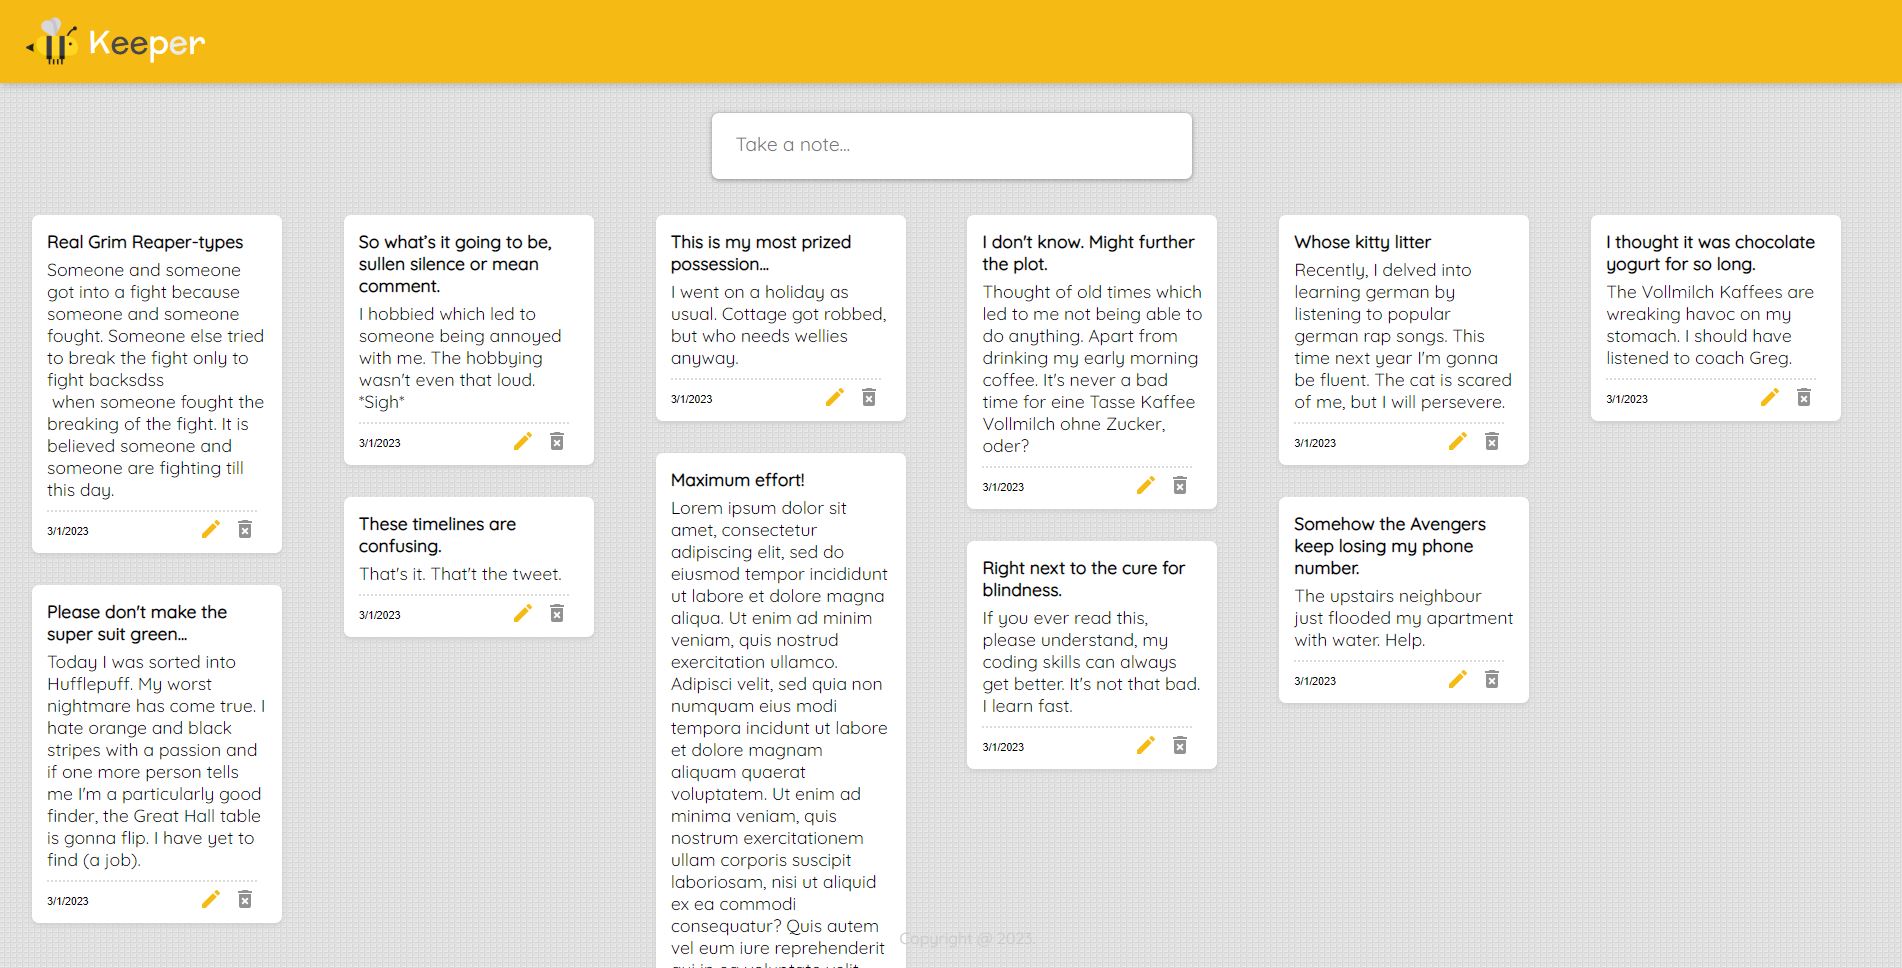 Keeper
Take a note...
Real Grim Reaper-types
Someone and someone
got into a fight because
someone and someone
fought. Someone else tried
to break the fight only to
fight backsdss
when someone fought the
breaking of the fight. It is
believed someone and
someone are fighting till
this day.
3/1/2023
Please don't make the
super suit green...
Today I was sorted into
Hufflepuff. My worst
nightmare has come true. I
hate orange and black
stripes with a passion and
if one more person tells
me I'm a particularly good
finder, the Great Hall table
is gonna flip. I have yet to
find (a job).
3/1/2023
So what’s it going to be,
sullen silence or mean
comment.
I hobbied which led to
someone being annoyed
with me. The hobbying
wasn't even that loud.
*Sigh*
3/1/2023
These timelines are
confusing.
That's it. That't the tweet.
3/1/2023
This is my most prized
possession...
I went on a holiday as
usual. Cottage got robbed,
but who needs wellies
anyway.
3/1/2023
Maximum effort!
Lorem ipsum dolor sit
amet, consectetur
adipiscing elit, sed do
eiusmod tempor incididunt
ut labore et dolore magna
aliqua. Ut enim ad minim
veniam, quis nostrud
exercitation ullamco.
Adipisci velit, sed quia non
numquam eius modi
tempora incidunt ut labore
et dolore magnam
aliquam quaerat
voluptatem. Ut enim ad
minima veniam, quis
nostrum exercitationem
ullam corporis suscipit
laboriosam, nisi ut aliquid
ex ea commodi
consequatur? Quis autem
vel eum iure reprehenderit
I don't know. Might further
the plot.
Thought of old times which
led to me not being able to
do anything. Apart from
drinking my early morning
coffee. It's never a bad
time for eine Tasse Kaffee
Vollmilch ohne Zucker,
oder?
3/1/2023
Right next to the cure for
blindness.
If you ever read this,
please understand, my
coding skills can always
get better. It's not that bad.
I learn fast.
3/1/2023
Whose kitty litter
Recently, I delved into
learning german by
listening to popular
german rap songs. This
time next year I'm gonna
be fluent. The cat is scared
of me, but I will persevere.
3/1/2023
Somehow the Avengers
keep losing my phone
number.
The upstairs neighbour
just flooded my apartment
with water. Help.
3/1/2023
I thought it was chocolate
yogurt for so long.
The Vollmilch Kaffees are
wreaking havoc on my
stomach. I should have
listened to coach Greg.
3/1/2023
Copyright @ 2023.